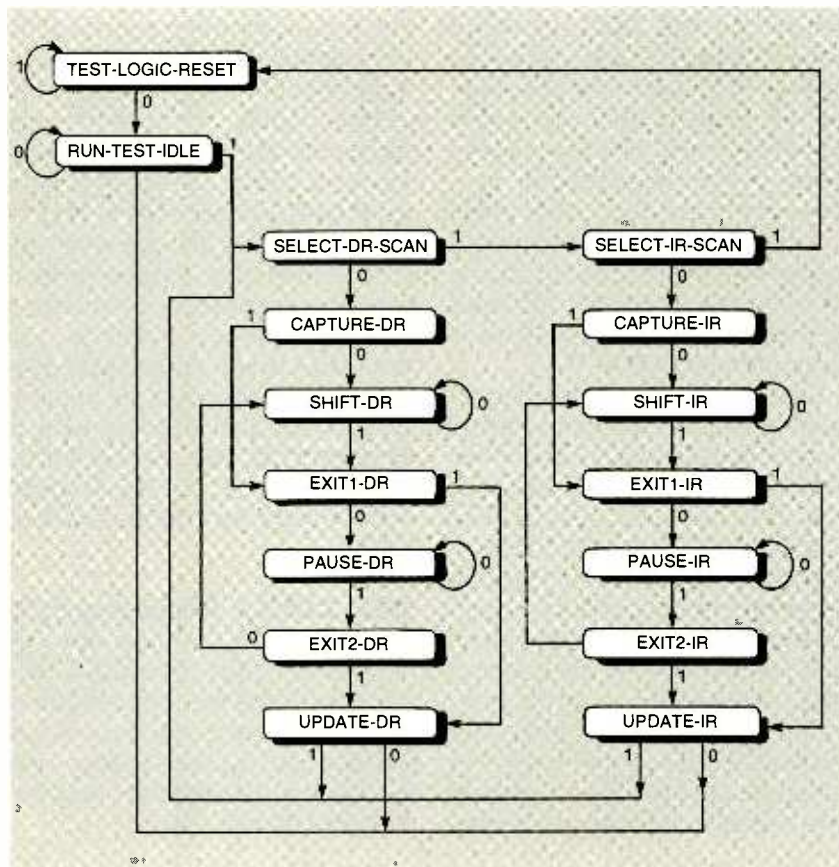 TEST-LOGIC-RESET
1
0
RUN-TEST-IDLE
0
1
SELECT-DR-SCAN
1
0
SELECT-IR-SCAN
1
0
CAPTURE-DR
1
0
CAPTURE-IR
1
0
SHIFT-DR
0
1
SHIFT-IR
0
1
EXIT1-DR
1
0
EXIT1-IR
1
0
PAUSE-DR
0
1
PAUSE-IR
0
1
EXIT2-DR
0
1
EXIT2-IR
1
UPDATE-DR
1
0
UPDATE-IR
1
0